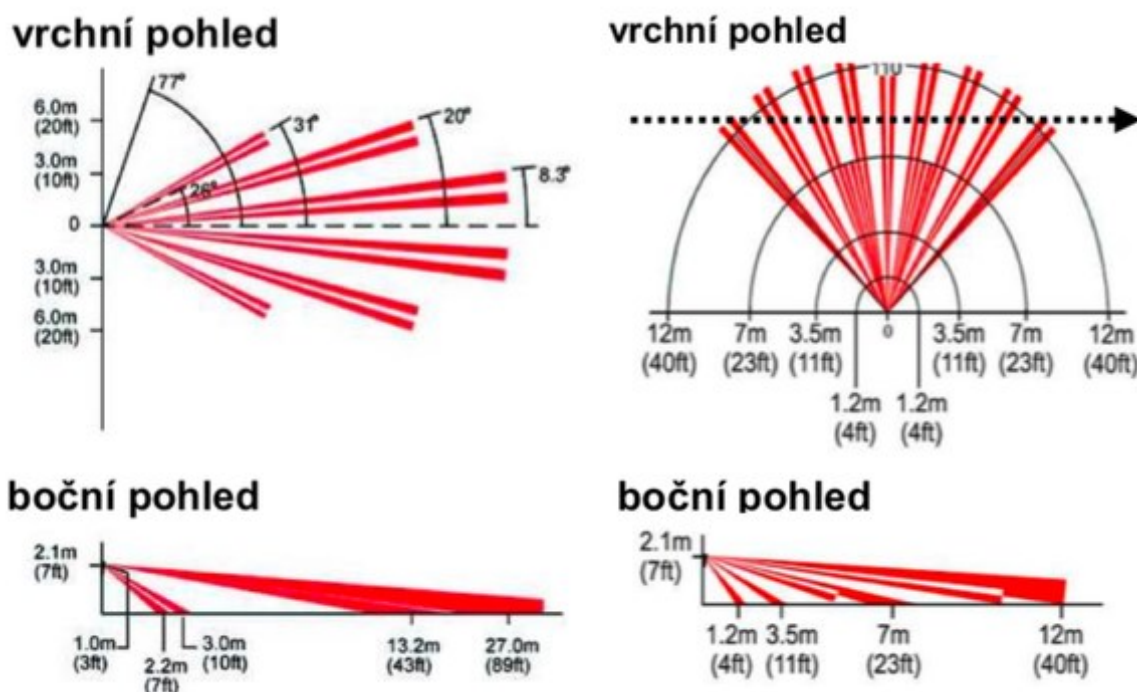 vrchní pohled
77°
6.0m
(20ft)
31°
20°
3.0m
(10ft)
8.3°
26°
0
3.0m
(10ft)
6.0m
(20ft)
vrchní pohled
110
12m
(40ft)
7m
(23ft)
3.5m
(11ft)
0
3.5m
(11ft)
7m
(23ft)
12m
(40ft)
1.2m
(4ft)
1.2m
(4ft)
boční pohled
2.1m
(7ft)
1.0m
(3ft)
2.2m
(7ft)
3.0m
(10ft)
13.2m
(43ft)
27.0m
(89ft)
boční pohled
2.1m
(7ft)
1.2m
(4ft)
3.5m
(11ft)
7m
(23ft)
12m
(40ft)